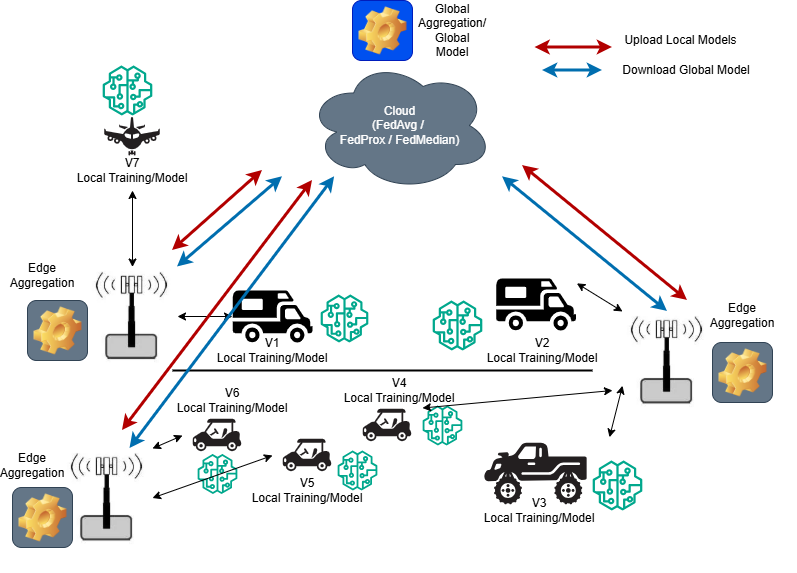 Global
Aggregation/
Global
Model
Upload Local Models
Download Global Model
Cloud
(FedAvg /
FedProx / FedMedian)
V7
Local Training/Model
Edge
Aggregation
V1
Local Training/Model
V2
Local Training/Model
Edge
Aggregation
V4
Local Training/Model
V6
Local Training/Model
Edge
Aggregation
V5
Local Training/Model
V3
Local Training/Model